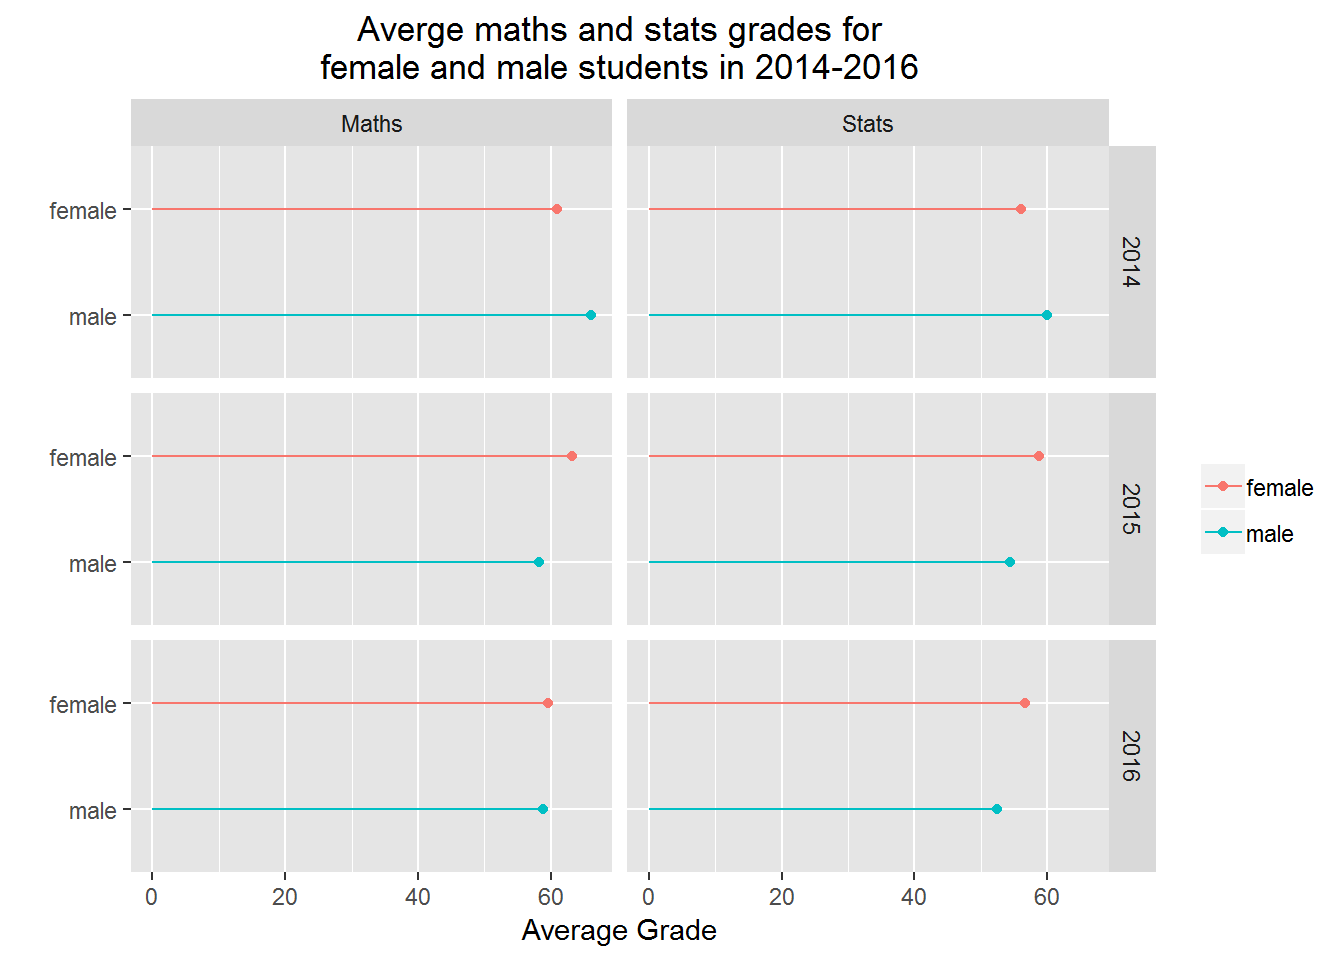 Averge maths and stats grades for
female and male students in 2014-2016
Maths
Stats
female
male
2014
female
male
2015
female
male
2016
0 20 40 60
0 20 40 60
Average Grade
female
male